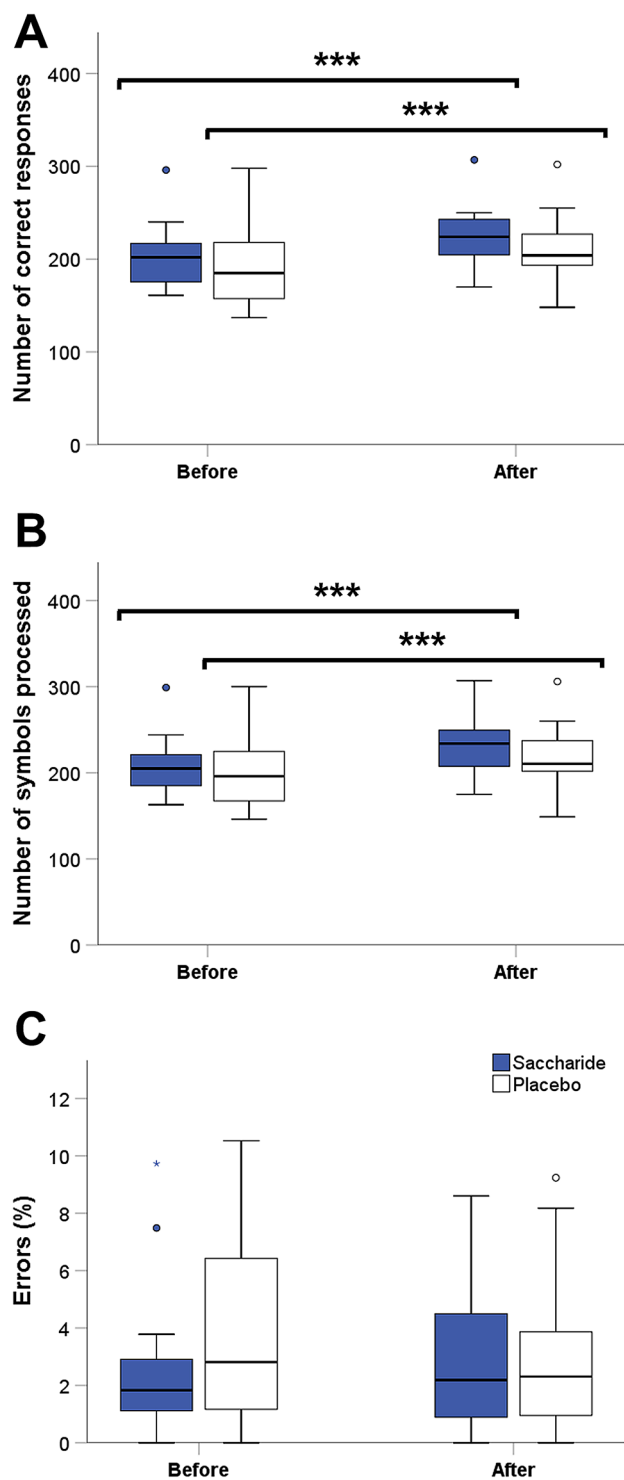 A
Number of correct responses
400
300
200
100
0
***
***
Before
After
B
Number of symbols processed
400
300
200
100
0
***
***
Before
After
C
Saccharide
Placebo
Errors (%)
12
10
8
6
4
2
0
*
Before
After